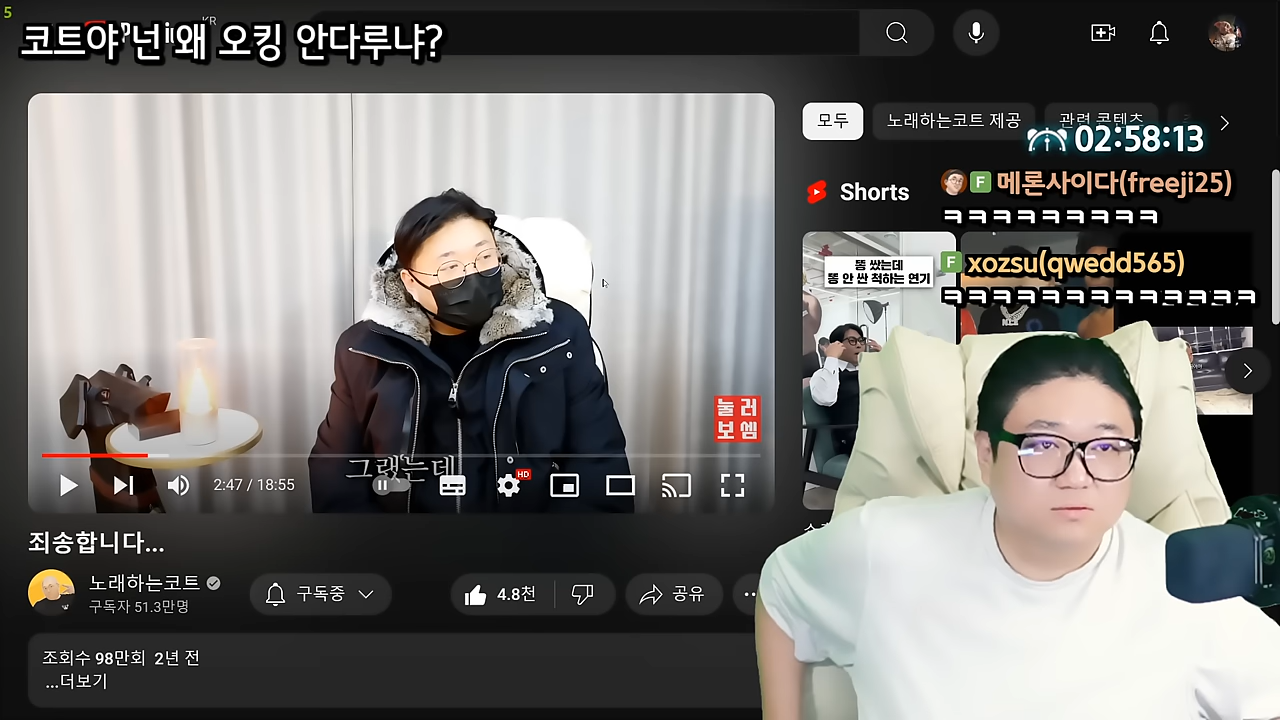 5
KR
코트야 넌 왜 오킹 안다루냐?
모두
노래하는코트 제공
관련 콘텐츠
02:58:13
Shorts
F 메론사이다(freeji25)
ㅋㅋㅋㅋㅋㅋㅋㅋㅋ
F xozsu(qwedd565)
ㅋㅋㅋㅋㅋㅋㅋㅋㅋㅋㅋㅋㅋ
똥 쌌는데
똥 안 싼 척하는 연기
눌러
보셈
그랬는데
HD
2:47 / 18:55
죄송합니다...
노래하는코트
구독자 51.3만명
구독중
4.8천
공유
조회수 98만회 2년 전
...더보기